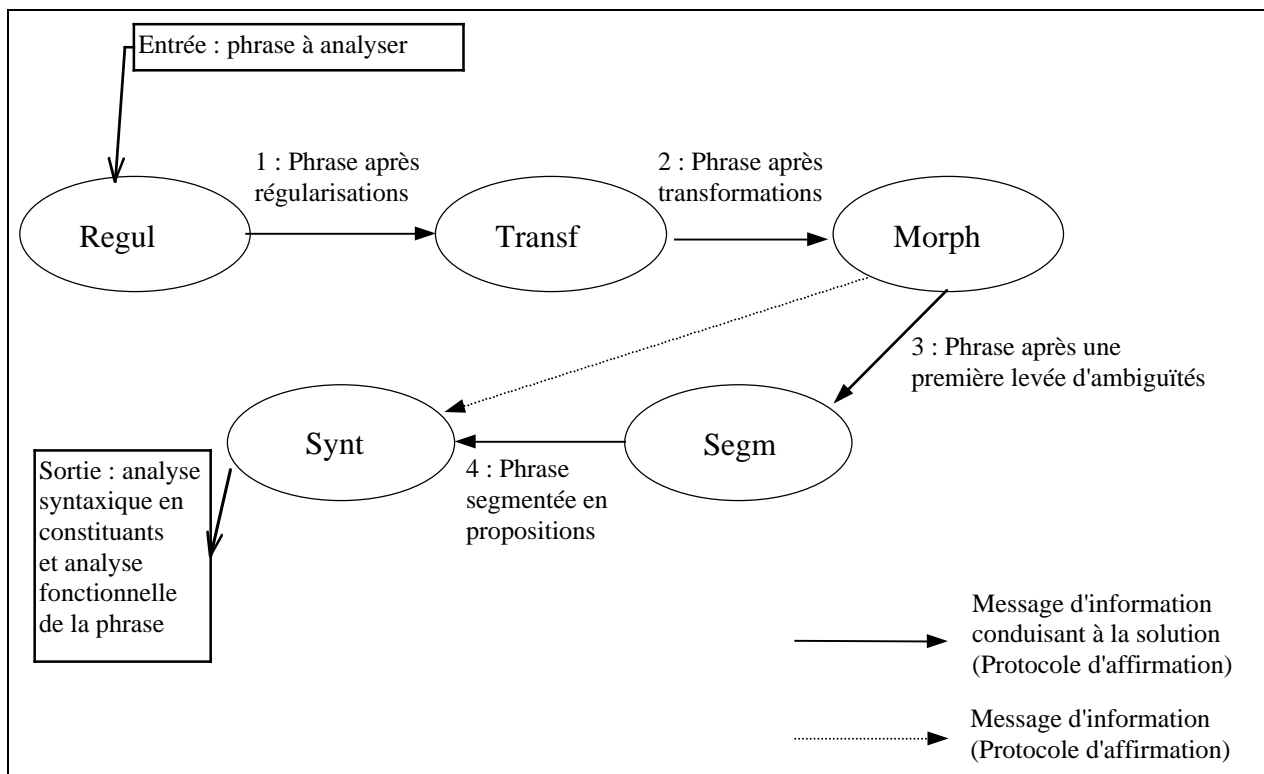 Entrée : phrase à analyser
1 : Phrase après
régularisations
2 : Phrase après
transformations
Regul
Transf
Morph
3 : Phrase après une
première levée d'ambiguïtés
Synt
Segm
4 : Phrase
segmentée en
propositions
Sortie : analyse
syntaxique en
constituants
et analyse
fonctionnelle
de la phrase
Message d'information
conduisant à la solution
(Protocole d'affirmation)
Message d'information
(Protocole d'affirmation)